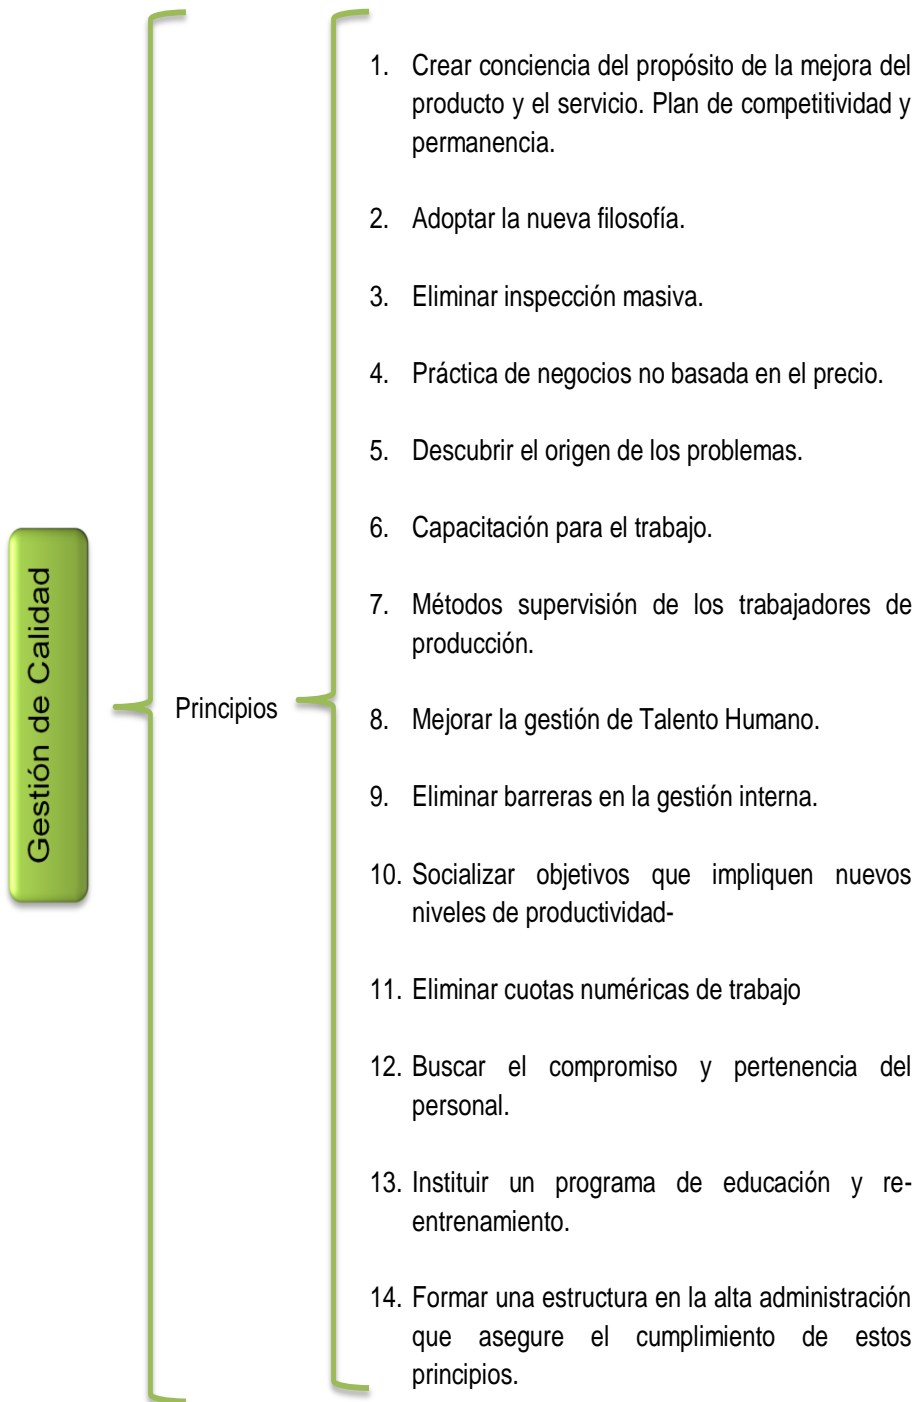 Gestión de Calidad
Principios
1. Crear conciencia del propósito de la mejora del
producto y el servicio. Plan de competitividad y
permanencia.
2. Adoptar la nueva filosofía.
3. Eliminar inspección masiva.
4. Práctica de negocios no basada en el precio.
5. Descubrir el origen de los problemas.
6. Capacitación para el trabajo.
7. Métodos supervisión de los trabajadores de
producción.
8. Mejorar la gestión de Talento Humano.
9. Eliminar barreras en la gestión interna.
10. Socializar objetivos que impliquen nuevos
niveles de productividad-
11. Eliminar cuotas numéricas de trabajo
12. Buscar el compromiso y pertenencia del
personal.
13. Instituir un programa de educación y re-
entrenamiento.
14. Formar una estructura en la alta administración
que asegure el cumplimiento de estos
principios.